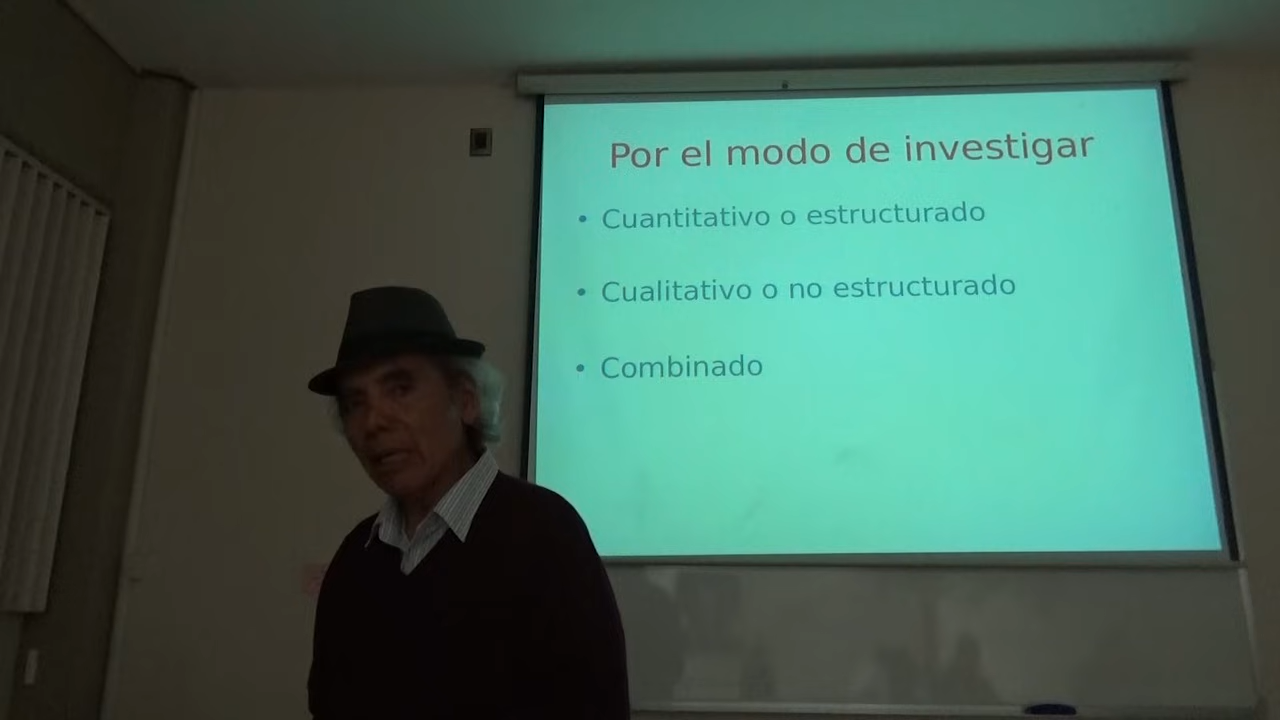 Por el modo de investigar
• Cuantitativo o estructurado
• Cualitativo o no estructurado
• Combinado